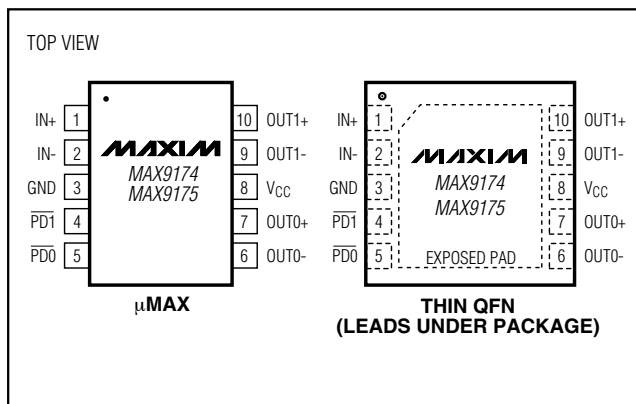 TOP VIEW
IN+ 1
IN- 2
GND 3
PD1 4
PD0 5
MAXIM
MAX9174
MAX9175
10 OUT1+
9 OUT1-
8 VCC
7 OUT0+
6 OUT0-
μMAX
IN+ 1
IN- 2
GND 3
PD1 4
PD0 5
MAXIM
MAX9174
MAX9175
EXPOSED PAD
10 OUT1+
9 OUT1-
8 VCC
7 OUT0+
6 OUT0-
THIN QFN
(LEADS UNDER PACKAGE)